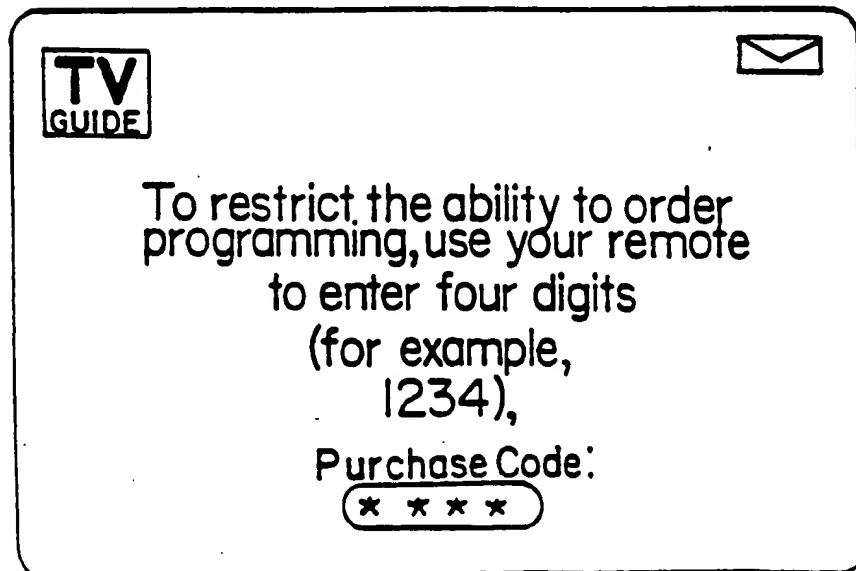 TV
GUIDE
To restrict the ability to order
programming, use your remote
to enter four digits
(for example,
1234),
Purchase Code:
* * * *